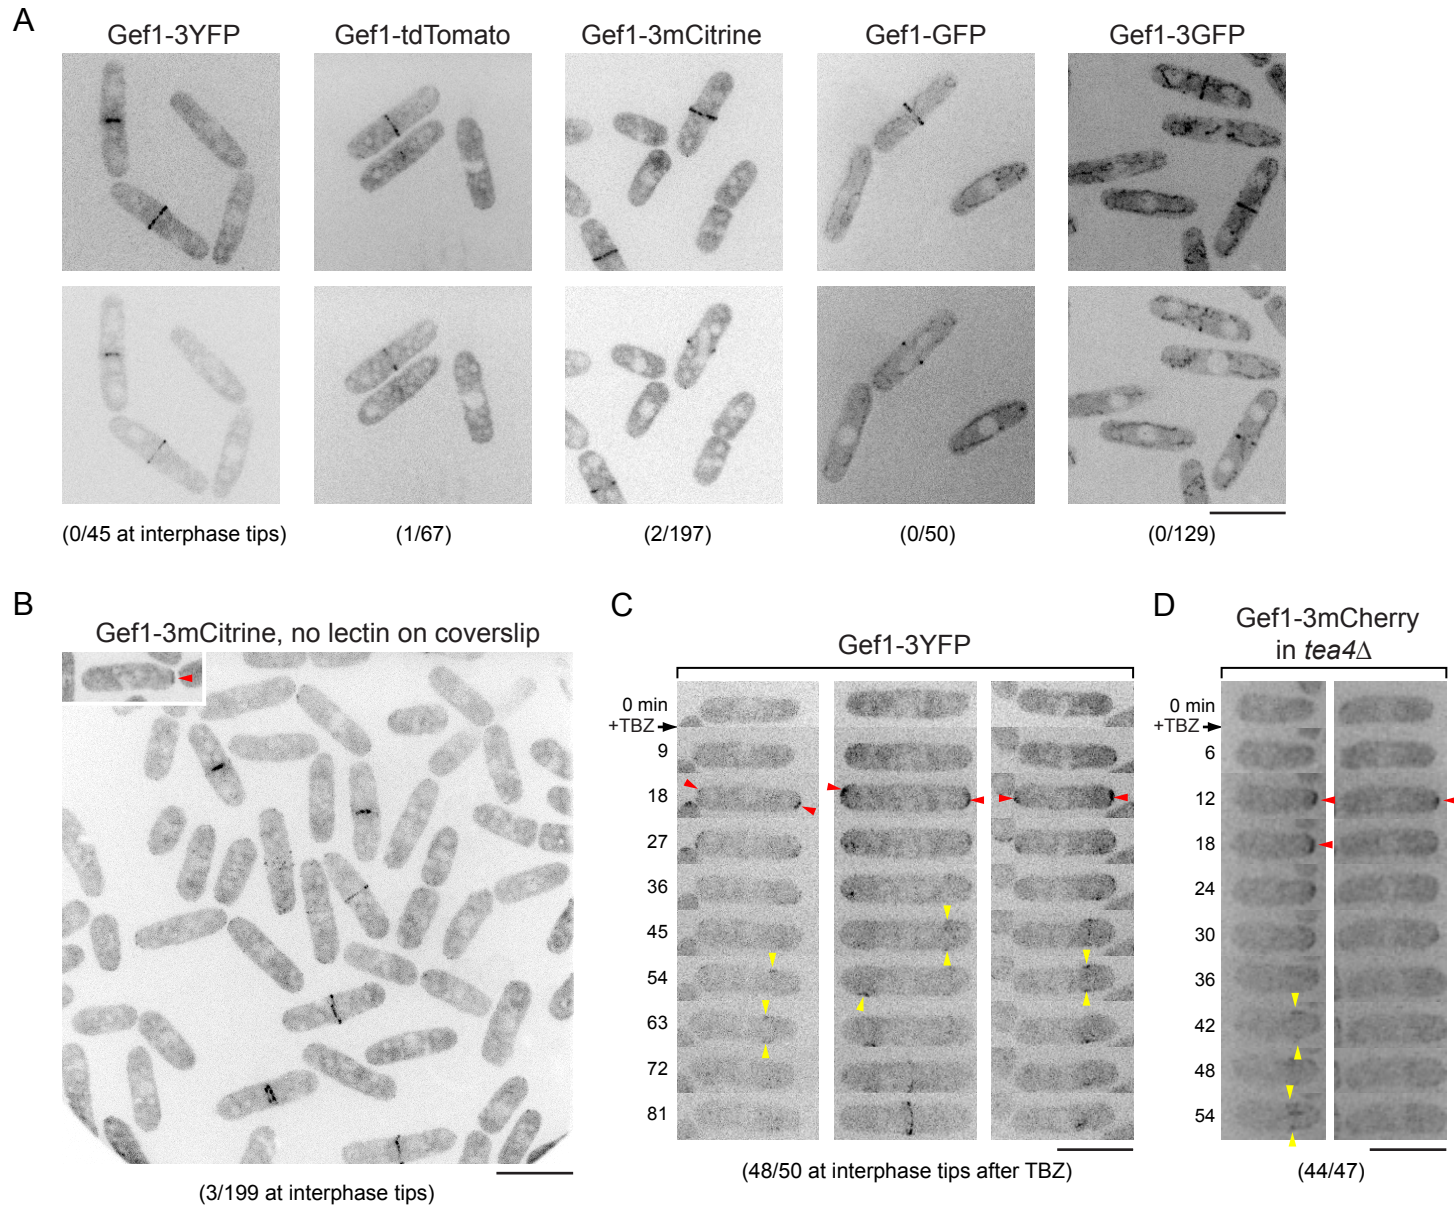 A
Gef1-3YFP
Gef1-tdTomato
Gef1-3mCitrine
Gef1-GFP
Gef1-3GFP
(0/45 at interphase tips)
(1/67)
(2/197)
(0/50)
(0/129)
B
Gef1-3mCitrine, no lectin on coverslip
(3/199 at interphase tips)
C
Gef1-3YFP
0 min
+TBZ
9
18
27
36
45
54
63
72
81
(48/50 at interphase tips after TBZ)
D
Gef1-3mCherry
in tea4Δ
0 min
+TBZ
6
12
18
24
30
36
42
48
54
(44/47)